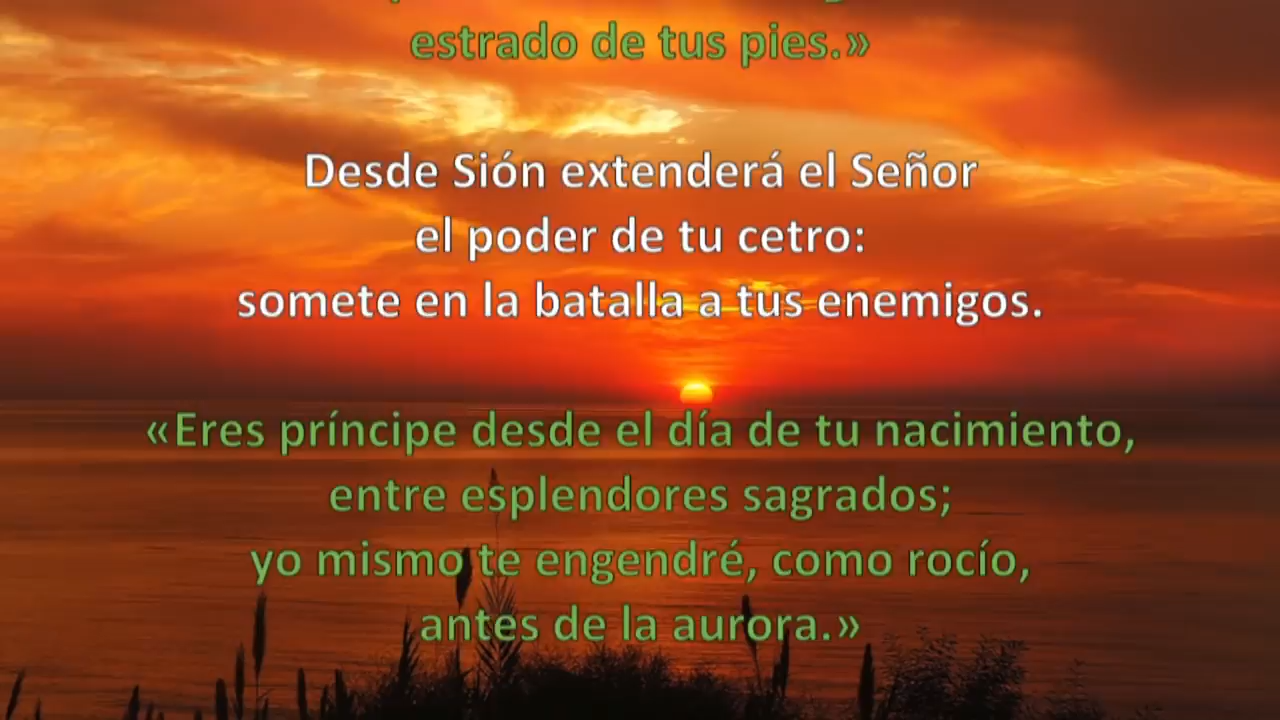 estrado de tus pies.»
Desde Sión extenderá el Señor
el poder de tu cetro:
somete en la batalla a tus enemigos.
«Eres príncipe desde el día de tu nacimiento,
entre esplendores sagrados;
yo mismo te engendré, como rocío,
antes de la aurora.»